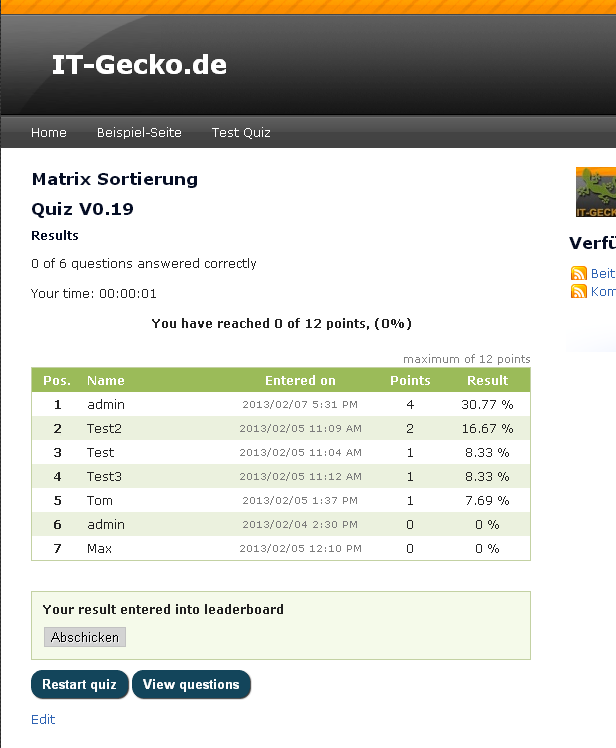 IT-Gecko.de
Home Beispiel-Seite Test Quiz
Matrix Sortierung
Quiz V0.19
Results
0 of 6 questions answered correctly
Your time: 00:00:01
You have reached 0 of 12 points, (0%)
maximum of 12 points
Pos. Name Entered on Points Result
1 admin 2013/02/07 5:31 PM 4 30.77 %
2 Test2 2013/02/05 11:09 AM 2 16.67 %
3 Test 2013/02/05 11:04 AM 1 8.33 %
4 Test3 2013/02/05 11:12 AM 1 8.33 %
5 Tom 2013/02/05 1:37 PM 1 7.69 %
6 admin 2013/02/04 2:30 PM 0 0 %
7 Max 2013/02/05 12:10 PM 0 0 %
Your result entered into leaderboard
Abschicken
Restart quiz View questions
Edit
IT-GECK
Verfü
Beit
Kom